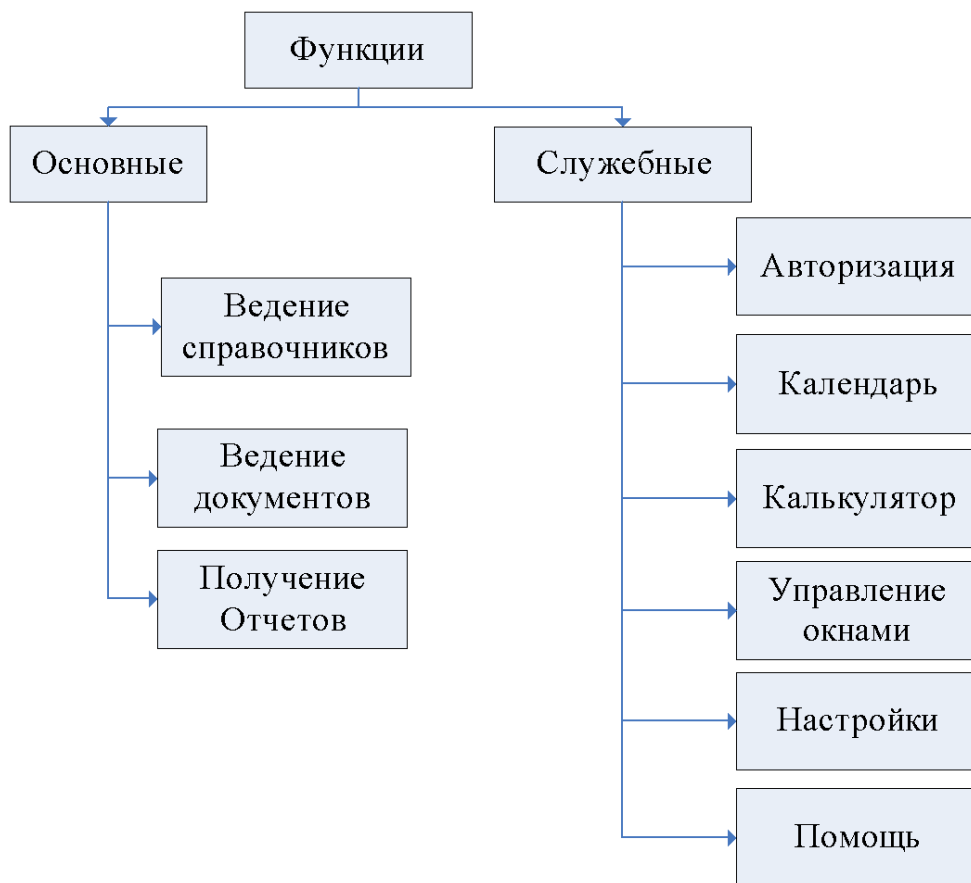 Функции
Основные
Служебные
Ведение
справочников
Ведение
документов
Получение
Отчетов
Авторизация
Календарь
Калькулятор
Управление
окнами
Настройки
Помощь